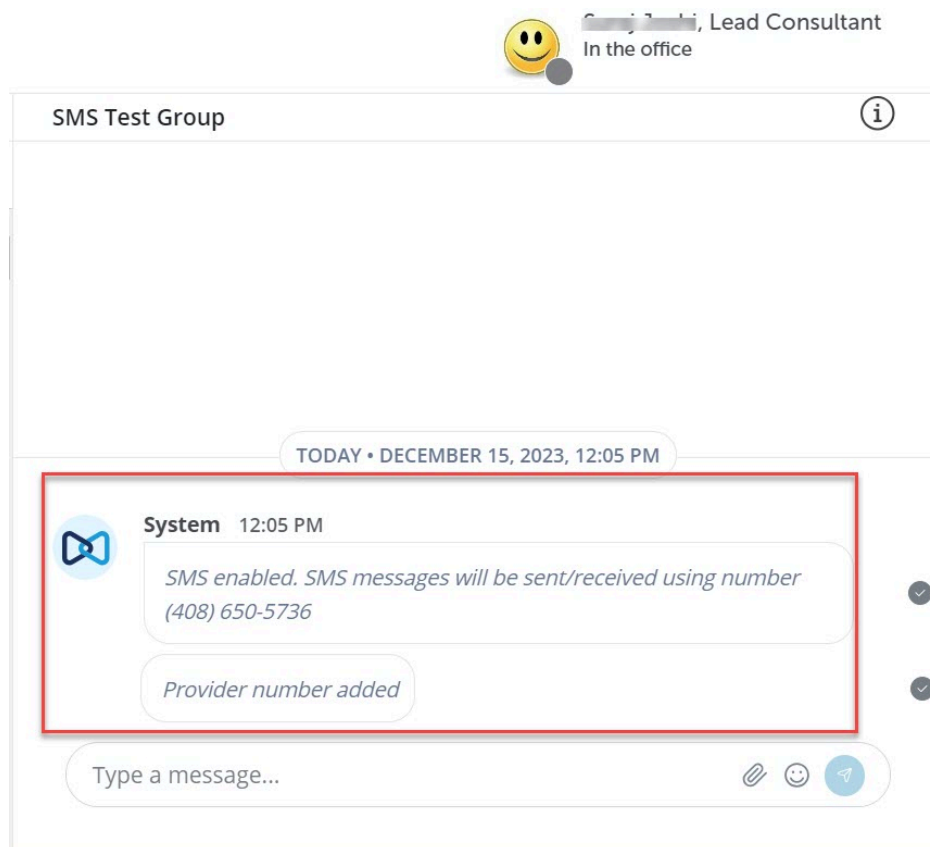 , Lead Consultant
In the office
SMS Test Group
TODAY • DECEMBER 15, 2023, 12:05 PM
System 12:05 PM
SMS enabled. SMS messages will be sent/received using number
(408) 650-5736
Provider number added
Type a message...